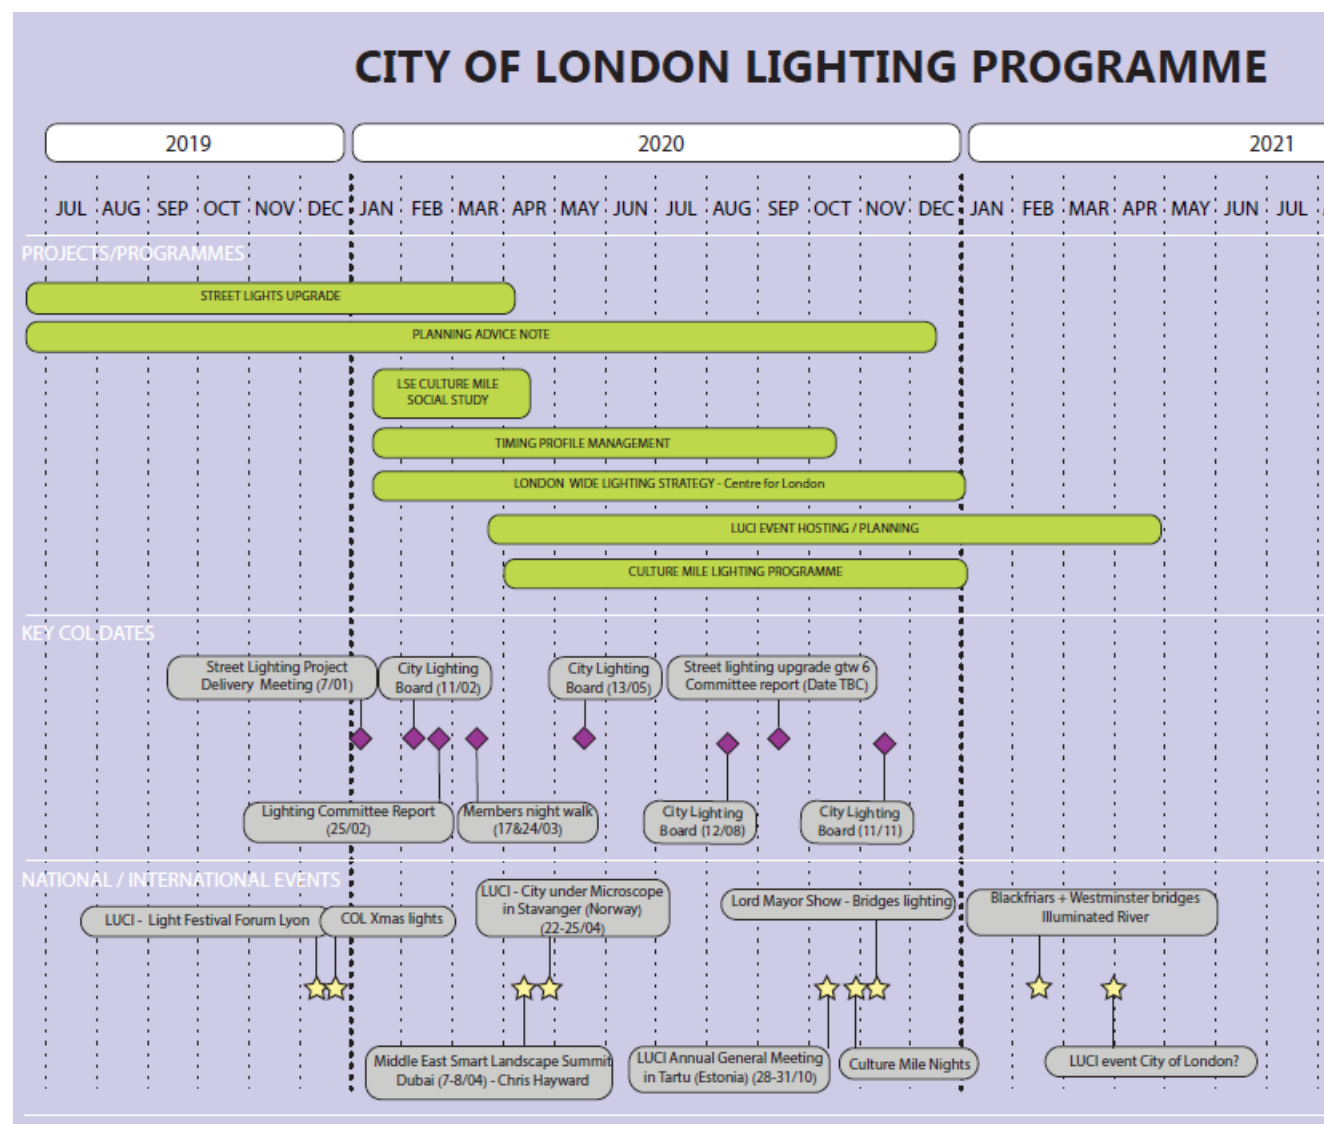 CITY OF LONDON LIGHTING PROGRAMME
2019 2020 2021
JUL AUG SEP OCT NOV DEC JAN FEB MAR APR MAY JUN JUL AUG SEP OCT NOV DEC JAN FEB MAR APR MAY JUN JUL
PROJECTS/PROGRAMMES
STREET LIGHTS UPGRADE
PLANNING ADVICE NOTE
LSE CULTURE MILE
SOCIAL STUDY
TIMING PROFILE MANAGEMENT
LONDON WIDE LIGHTING STRATEGY - Centre for London
LUCI EVENT HOSTING / PLANNING
CULTURE MILE LIGHTING PROGRAMME
KEY COL DATES
Street Lighting Project
Delivery Meeting (7/01)
City Lighting
Board (11/02)
City Lighting
Board (13/05)
Street lighting upgrade gtw 6
Committee report (Date TBC)
Lighting Committee Report
(25/02)
Members night walk
(17&24/03)
City Lighting
Board (12/08)
City Lighting
Board (11/11)
NATIONAL / INTERNATIONAL EVENTS
LUCI - Light Festival Forum Lyon
COL Xmas lights
LUCI - City under Microscope
in Stavanger (Norway)
(22-25/04)
Lord Mayor Show - Bridges lighting
Blackfriars + Westminster bridges
Illuminated River
Middle East Smart Landscape Summit
Dubai (7-8/04) - Chris Hayward
LUCI Annual General Meeting
in Tartu (Estonia) (28-31/10)
Culture Mile Nights
LUCI event City of London?